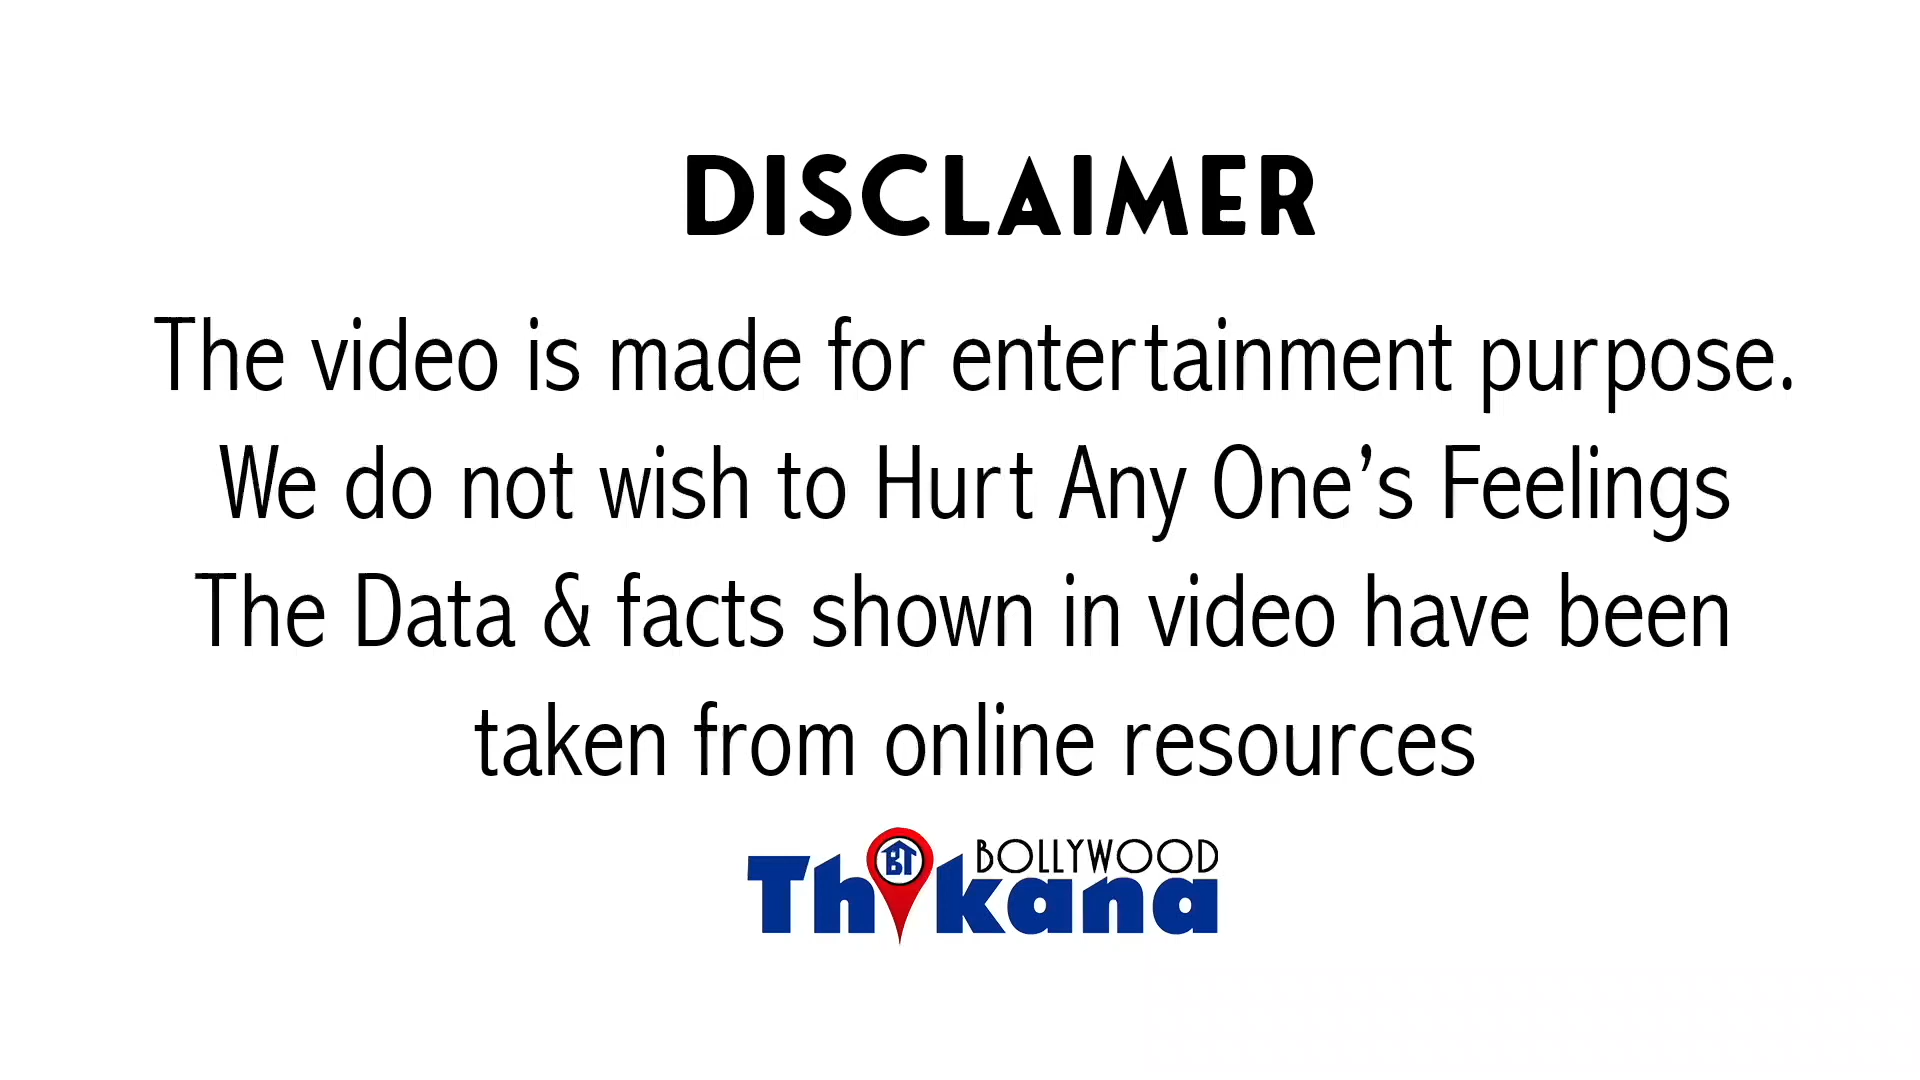 DISCLAIMER
The video is made for entertainment purpose.
We do not wish to Hurt Any One’s Feelings
The Data & facts shown in video have been
taken from online resources
BT
BOLLYWOOD
Thikana